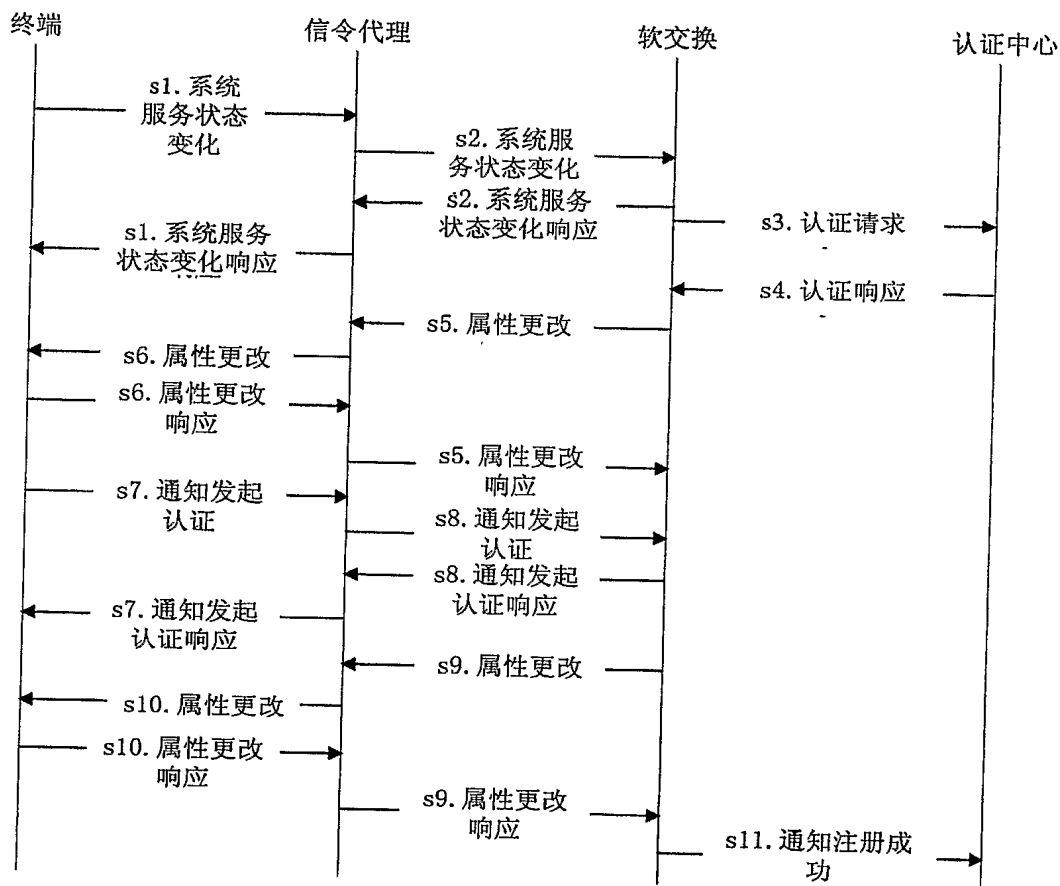 终端
信令代理
软交换
认证中心
s1. 系统
服务状态
变化
s2. 系统服
务状态变化
s2. 系统服务
状态变化响应
s3. 认证请求
s1. 系统服务
状态变化响应
s4. 认证响应
s5. 属性更改
s6. 属性更改
s6. 属性更改
响应
s5. 属性更改
响应
s7. 通知发起
认证
s8. 通知发起
认证
s8. 通知发起
认证响应
s7. 通知发起
认证响应
s9. 属性更改
s10. 属性更改
s10. 属性更改
响应
s9. 属性更改
响应
s11. 通知注册成
功